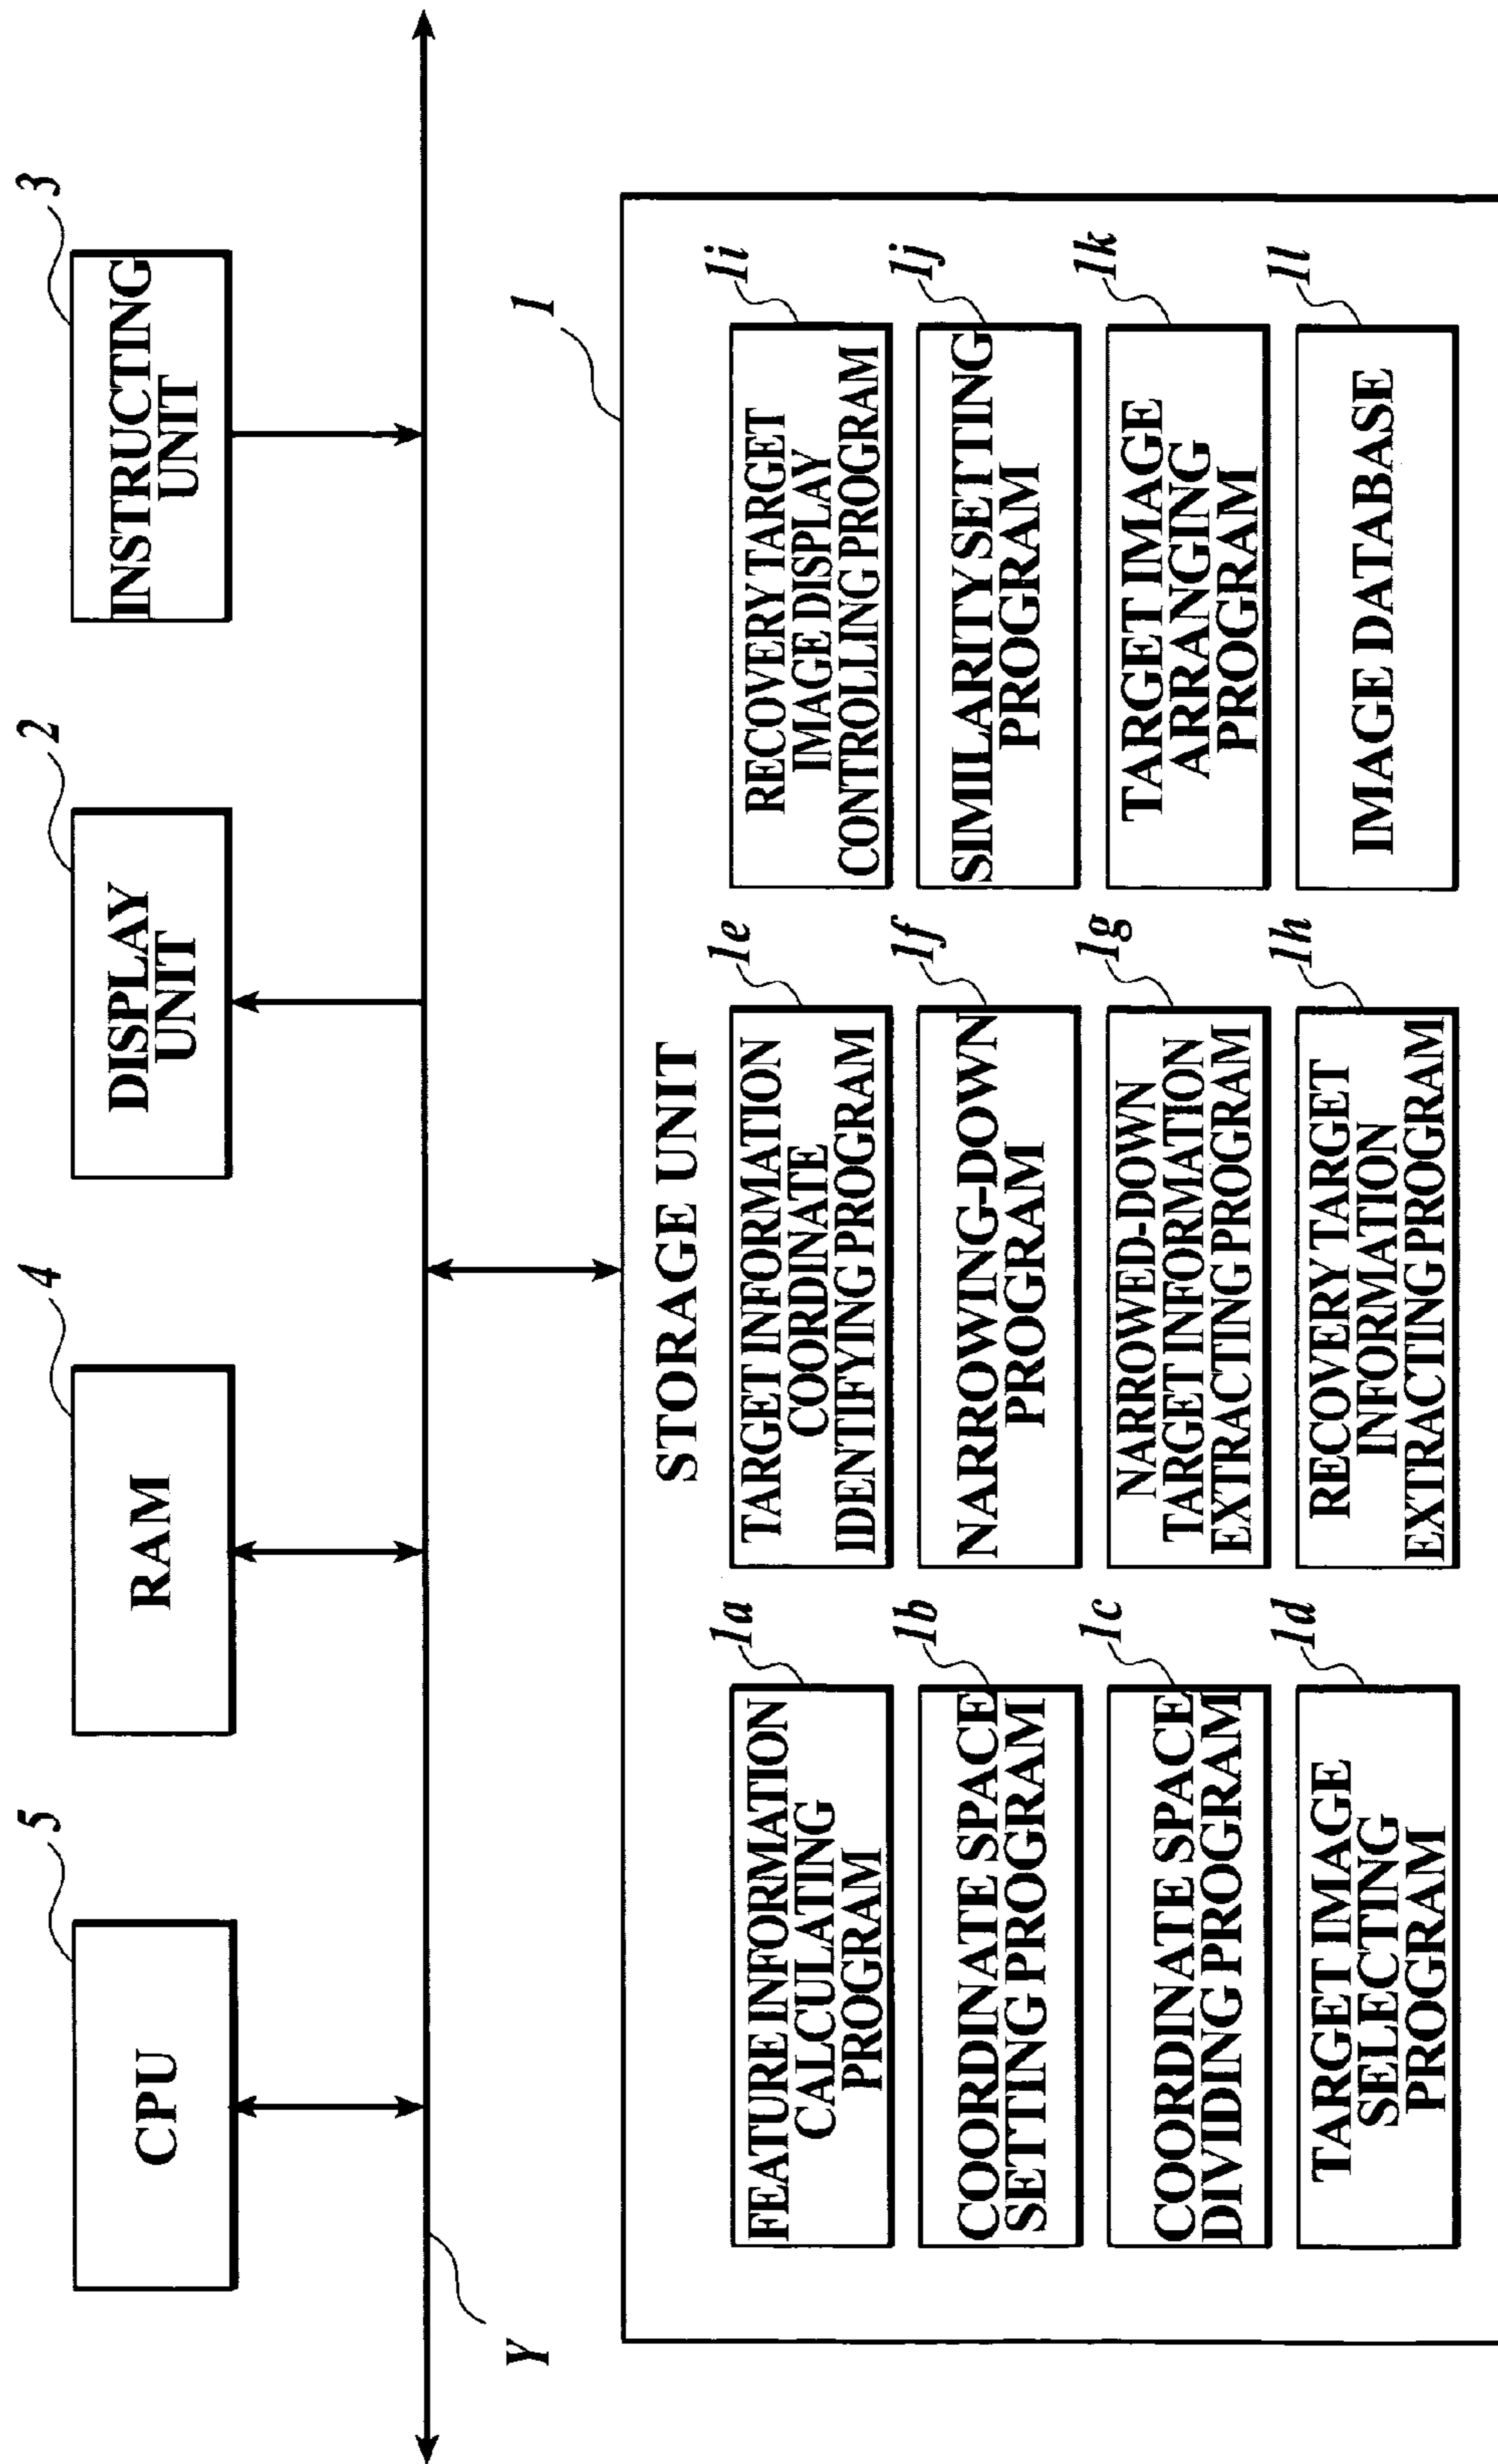 5
CPU
4
RAM
2
DISPLAY
UNIT
3
INSTRUCTING
UNIT
Y
1
STORAGE UNIT
1a
FEATURE INFORMATION
CALCULATING
PROGRAM
1b
COORDINATE SPACE
SETTING PROGRAM
1c
COORDINATE SPACE
DIVIDING PROGRAM
1d
TARGET IMAGE
SELECTING
PROGRAM
1e
TARGET INFORMATION
COORDINATE
IDENTIFYING PROGRAM
1f
NARROWING-DOWN
PROGRAM
1g
NARROWED-DOWN
TARGET INFORMATION
EXTRACTING PROGRAM
1h
RECOVERY TARGET
INFORMATION
EXTRACTING PROGRAM
1i
RECOVERY TARGET
IMAGE DISPLAY
CONTROLLING PROGRAM
1j
SIMILARITY SETTING
PROGRAM
1k
TARGET IMAGE
ARRANGING
PROGRAM
1l
IMAGE DATABASE